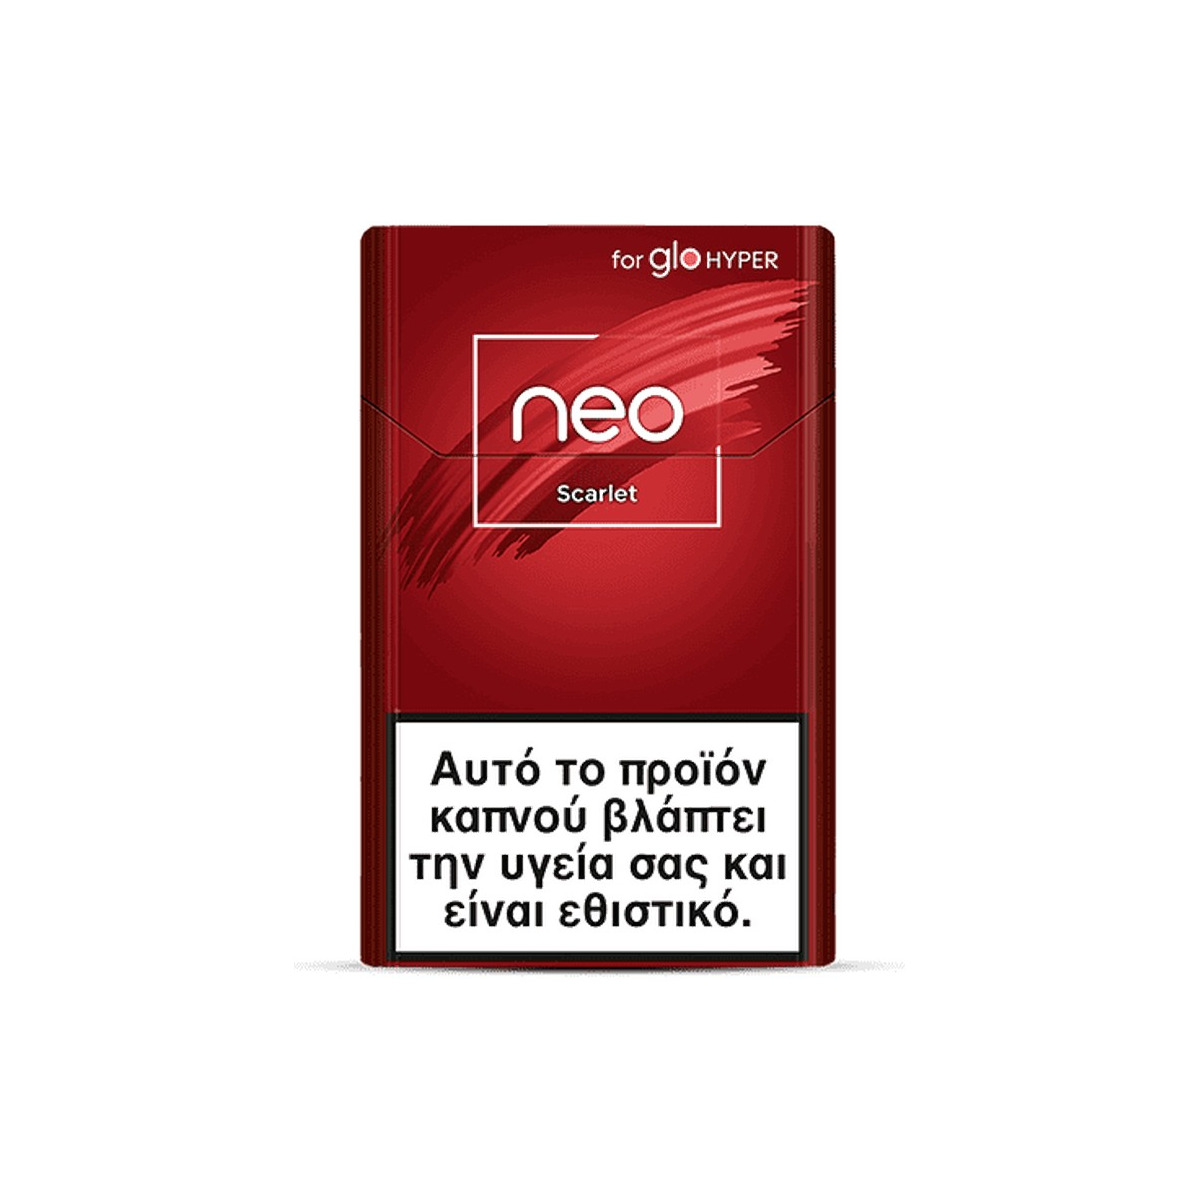 for glo HYPER
neo
Scarlet
Αυτό το προϊόν
καπνού βλάπτει
την υγεία σας και
είναι εθιστικό.